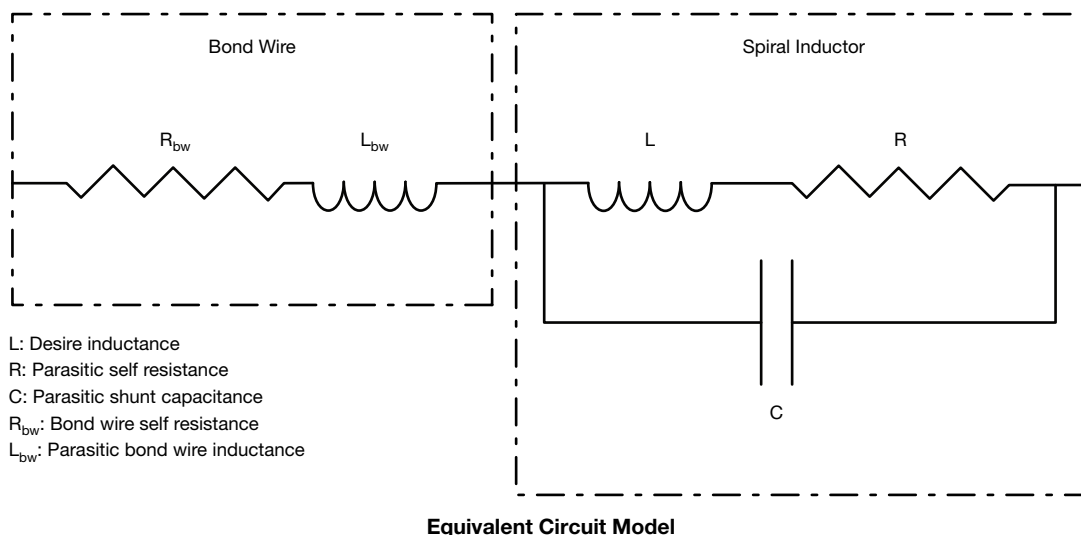 Bond Wire
Spiral Inductor
R_bw
L_bw
L
R
C
L: Desire inductance
R: Parasitic self resistance
C: Parasitic shunt capacitance
R_bw: Bond wire self resistance
L_bw: Parasitic bond wire inductance
Equivalent Circuit Model